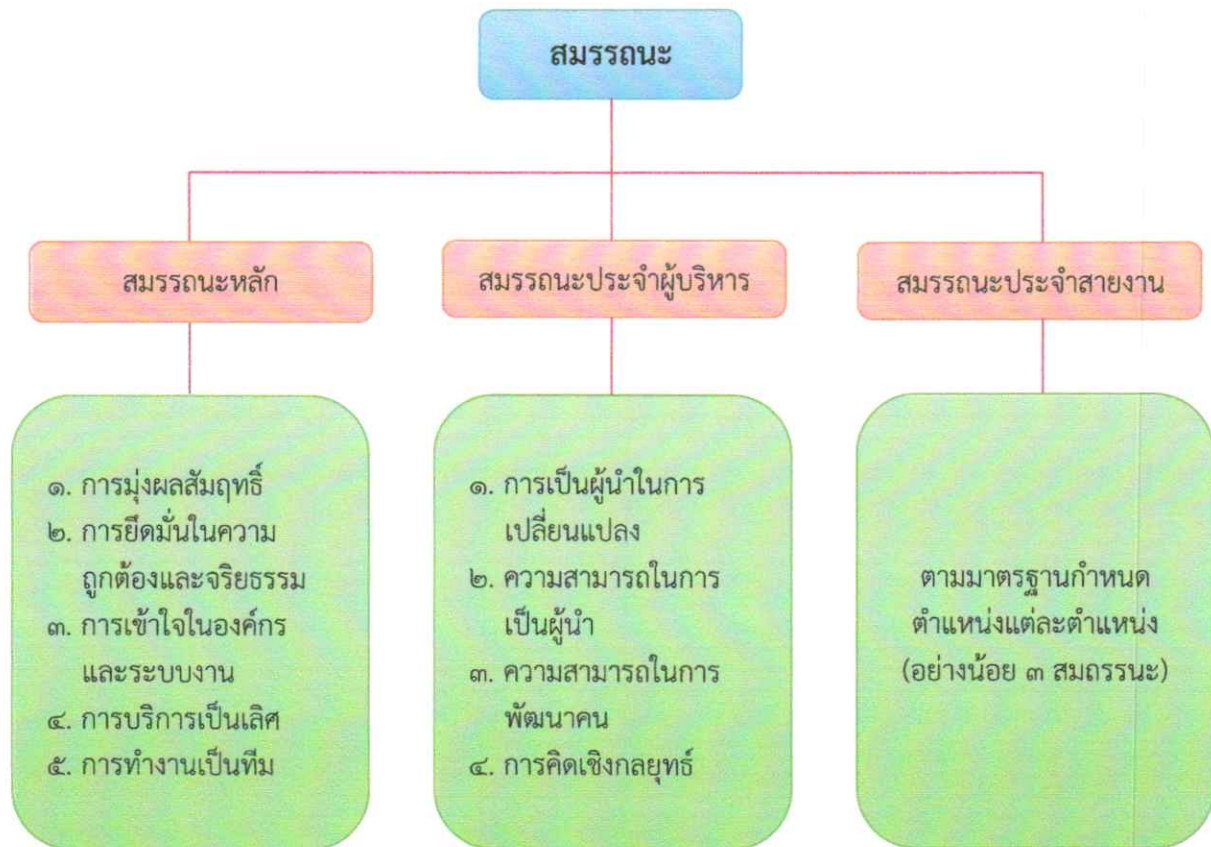 สมรรถนะ
สมรรถนะหลัก
๑. การมุ่งผลสัมฤทธิ์
๒. การยึดมั่นในความ
ถูกต้องและจริยธรรม
๓. การเข้าใจในองค์กร
และระบบงาน
๔. การบริการเป็นเลิศ
๕. การทำงานเป็นทีม
สมรรถนะประจำผู้บริหาร
๑. การเป็นผู้นำในการ
เปลี่ยนแปลง
๒. ความสามารถในการ
เป็นผู้นำ
๓. ความสามารถในการ
พัฒนาคน
๔. การคิดเชิงกลยุทธ์
สมรรถนะประจำสายงาน
ตามมาตรฐานกำหนด
ตำแหน่งแต่ละตำแหน่ง
(อย่างน้อย ๓ สมถรรนะ)